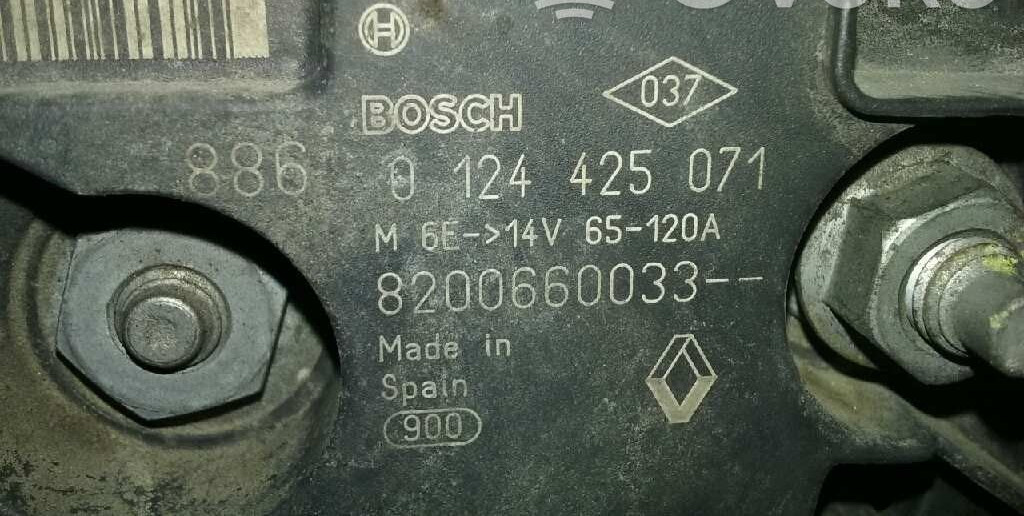 BOSCH
037
886 0 124 425 071
M 6E->14V 65-120A
8200660033--
Made in
Spain
900